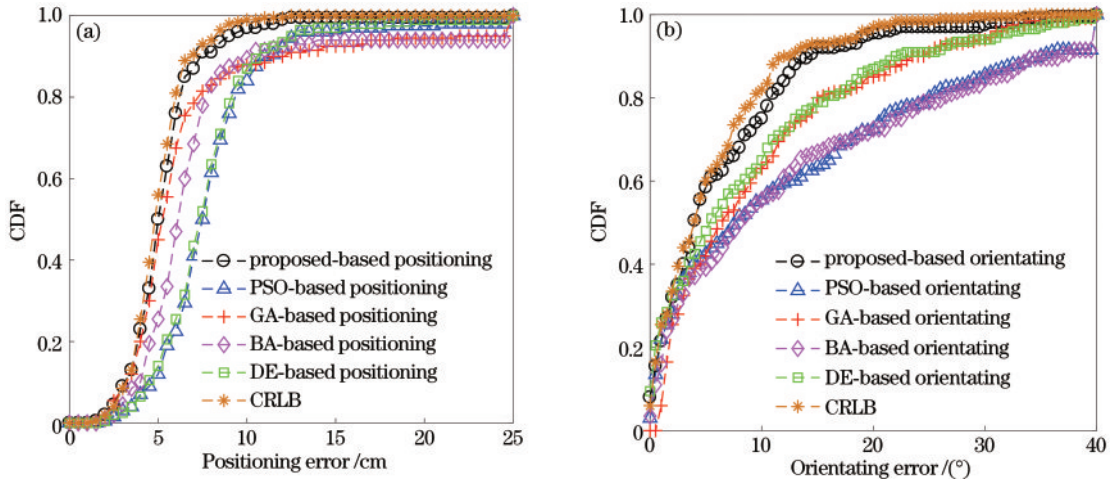 (a)
CDF
1.0
0.8
0.6
0.4
0.2
0
0
5
10
15
20
25
Positioning error /cm
proposed-based positioning
PSO-based positioning
GA-based positioning
BA-based positioning
DE-based positioning
CRLB
(b)
CDF
1.0
0.8
0.6
0.4
0.2
0
0
10
20
30
40
Orientating error /(°)
proposed-based orientating
PSO-based orientating
GA-based orientating
BA-based orientating
DE-based orientating
CRLB